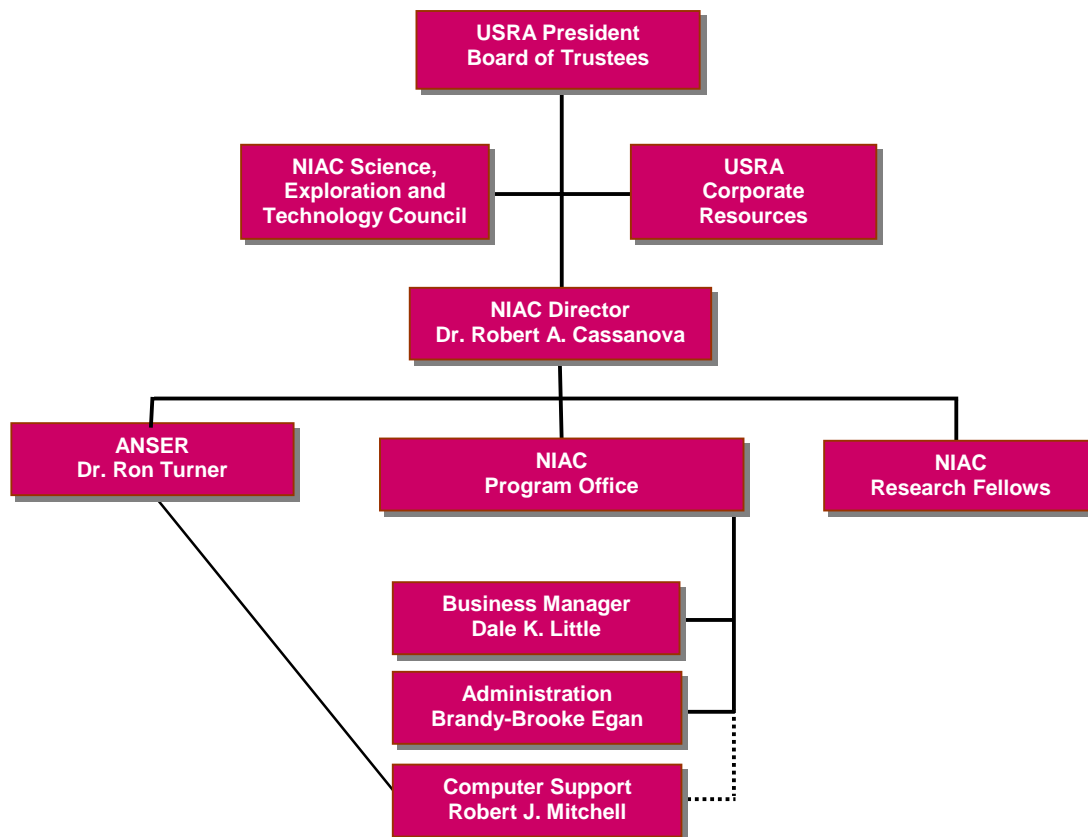 USRA President
Board of Trustees
NIAC Science,
Exploration and
Technology Council
USRA
Corporate
Resources
NIAC Director
Dr. Robert A. Cassanova
ANSER
Dr. Ron Turner
NIAC
Program Office
NIAC
Research Fellows
Business Manager
Dale K. Little
Administration
Brandy-Brooke Egan
Computer Support
Robert J. Mitchell